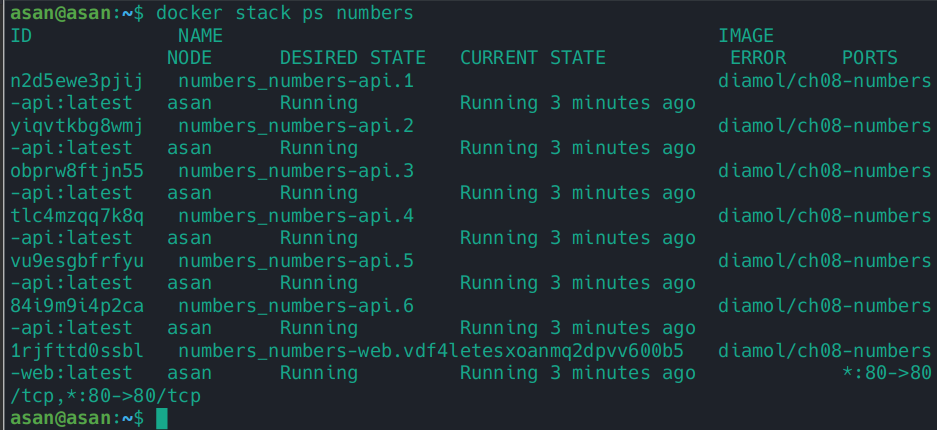 asan@asan:~$ docker stack ps numbers
ID             NAME                                            IMAGE
              NODE      DESIRED STATE   CURRENT STATE           ERROR     PORTS
n2d5ewe3pjij   numbers_numbers-api.1                           diamol/ch08-numbers
-api:latest   asan      Running         Running 3 minutes ago
yiqvtkbg8wmj   numbers_numbers-api.2                           diamol/ch08-numbers
-api:latest   asan      Running         Running 3 minutes ago
obprw8ftjn55   numbers_numbers-api.3                           diamol/ch08-numbers
-api:latest   asan      Running         Running 3 minutes ago
tlc4mzqq7k8q   numbers_numbers-api.4                           diamol/ch08-numbers
-api:latest   asan      Running         Running 3 minutes ago
vu9esgbfrfyu   numbers_numbers-api.5                           diamol/ch08-numbers
-api:latest   asan      Running         Running 3 minutes ago
84i9m9i4p2ca   numbers_numbers-api.6                           diamol/ch08-numbers
-api:latest   asan      Running         Running 3 minutes ago
1rjfttd0ssbl   numbers_numbers-web.vdf4letesxoanmq2dpvv600b5   diamol/ch08-numbers
-web:latest   asan      Running         Running 3 minutes ago             *:80->80
/tcp,*:80->80/tcp
asan@asan:~$